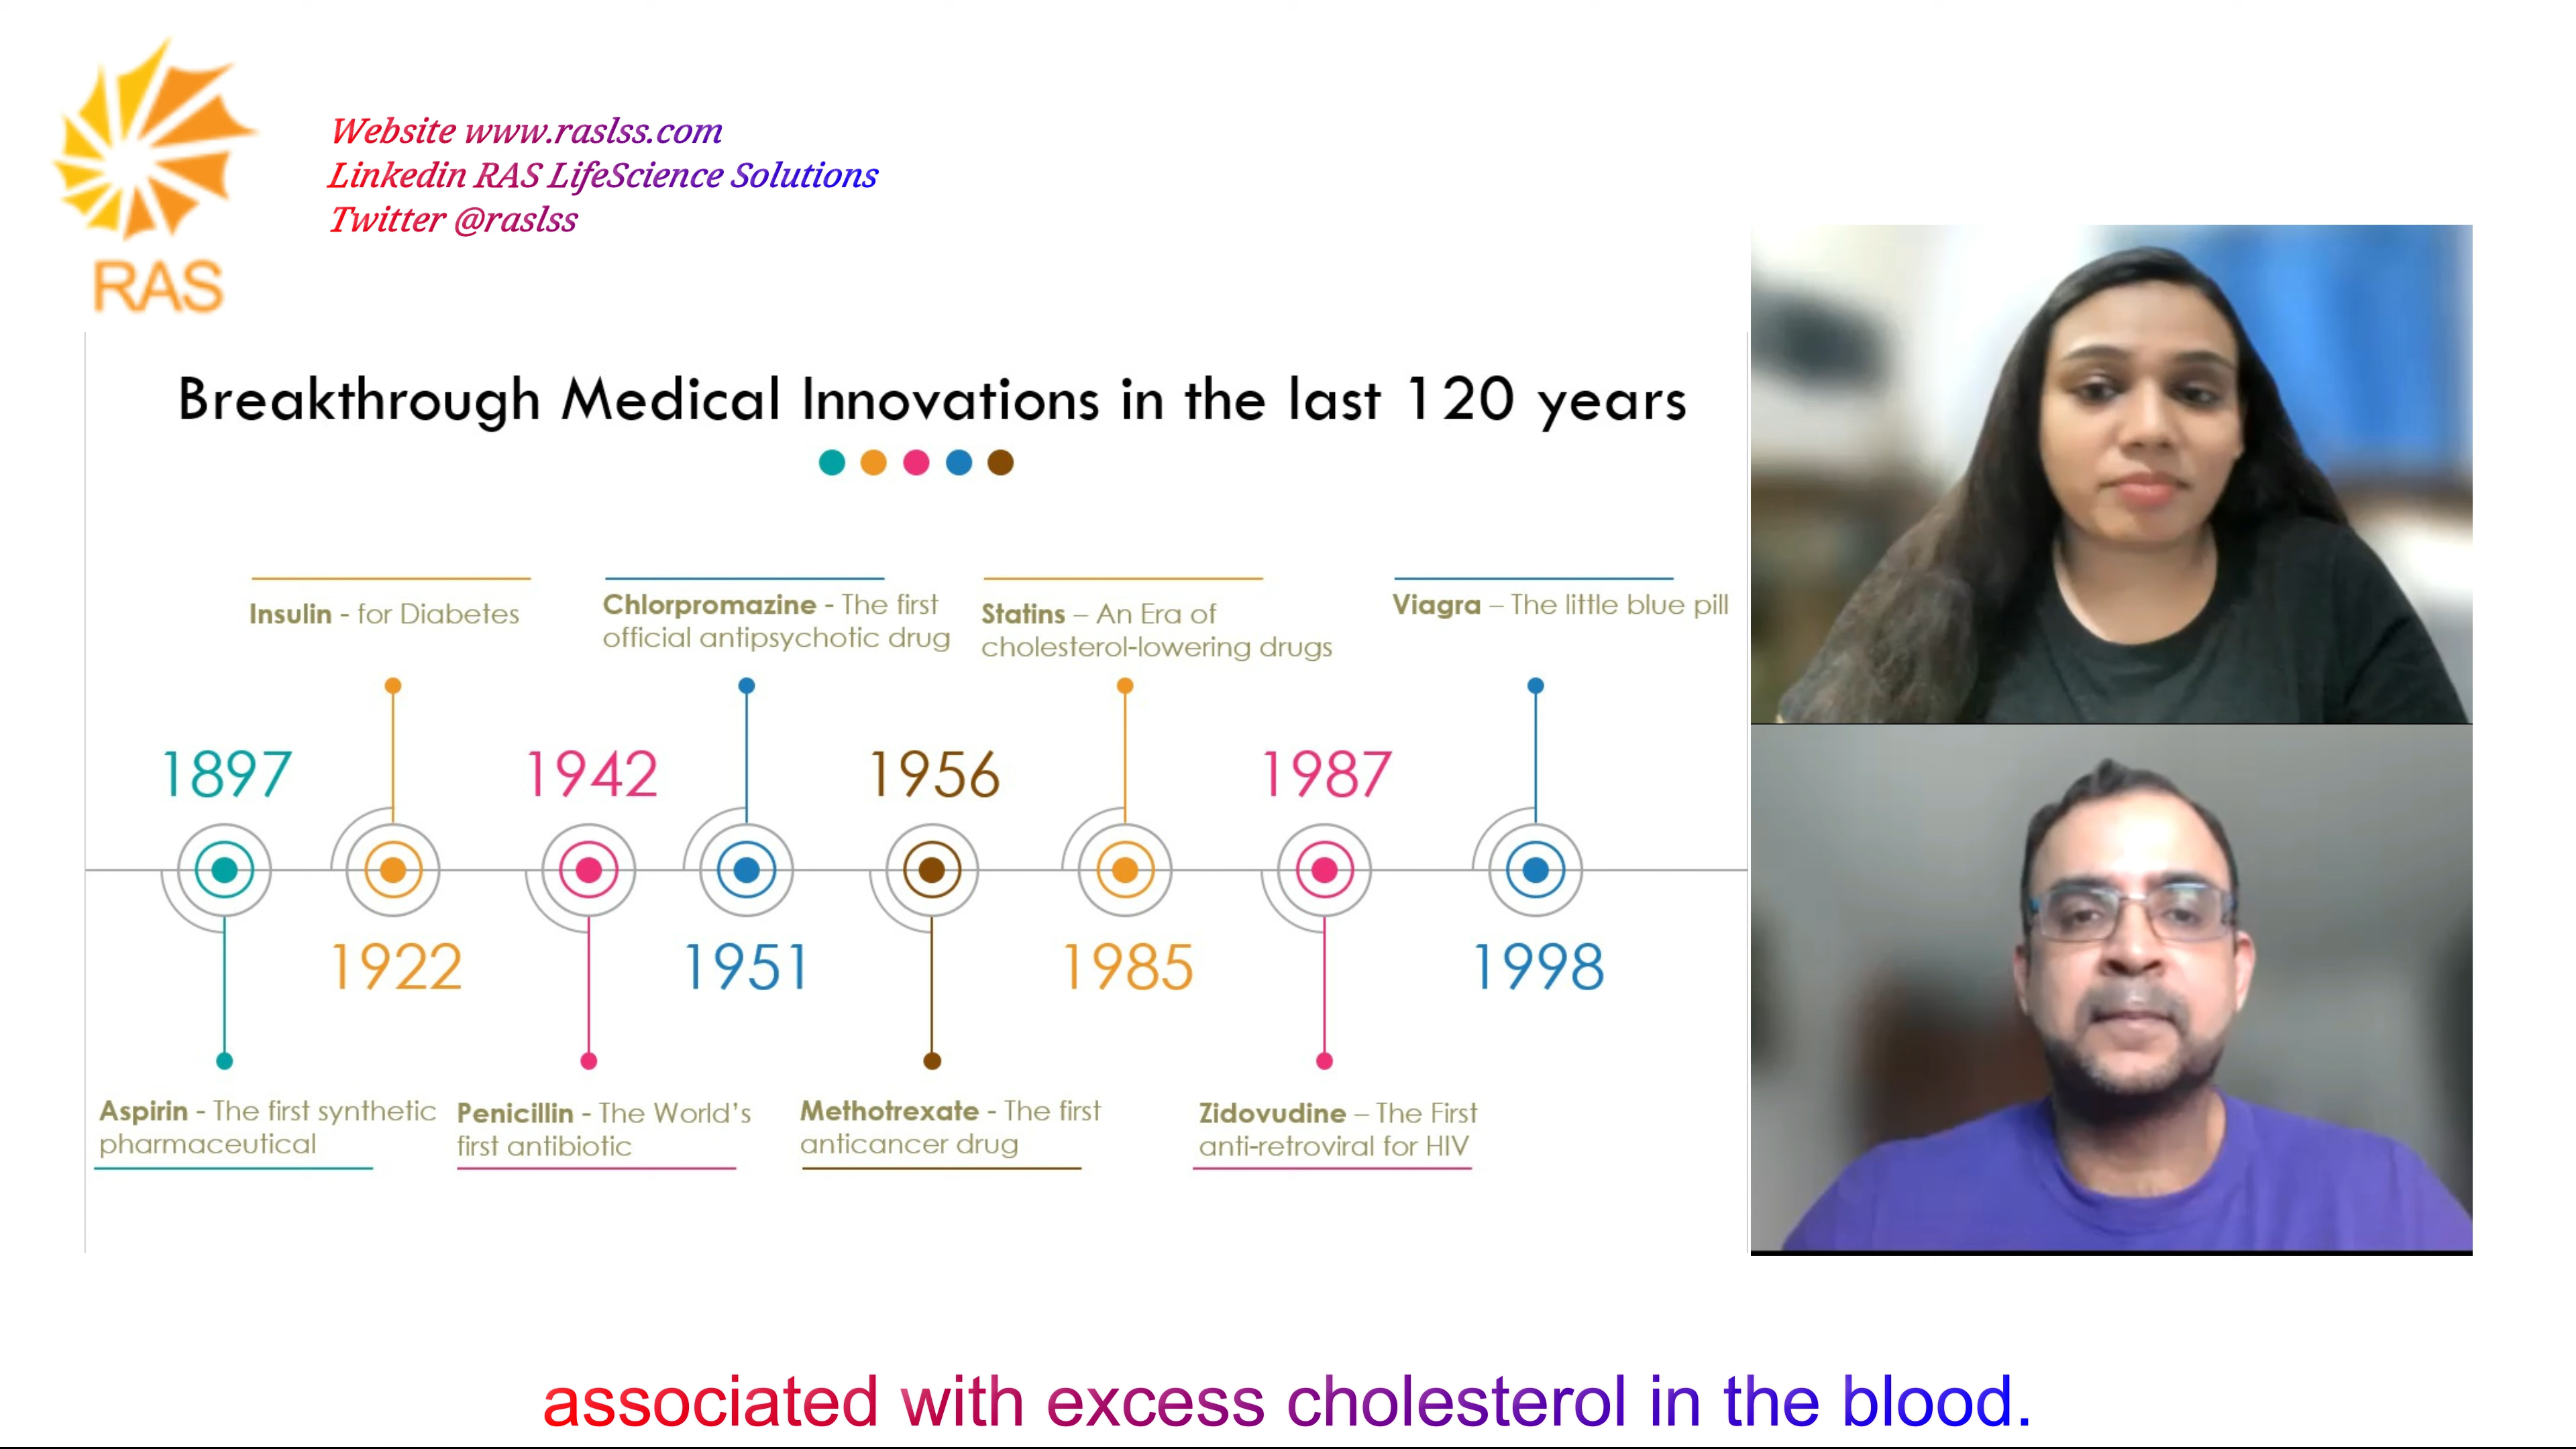 RAS
Website www.raslss.com
Linkedin RAS LifeScience Solutions
Twitter @raslss
Breakthrough Medical Innovations in the last 120 years
Insulin - for Diabetes
Chlorpromazine - The first
official antipsychotic drug
Statins – An Era of
cholesterol-lowering drugs
Viagra – The little blue pill
1897
1942
1956
1987
1922
1951
1985
1998
Aspirin - The first synthetic
pharmaceutical
Penicillin - The World's
first antibiotic
Methotrexate - The first
anticancer drug
Zidovudine – The First
anti-retroviral for HIV
associated with excess cholesterol in the blood.